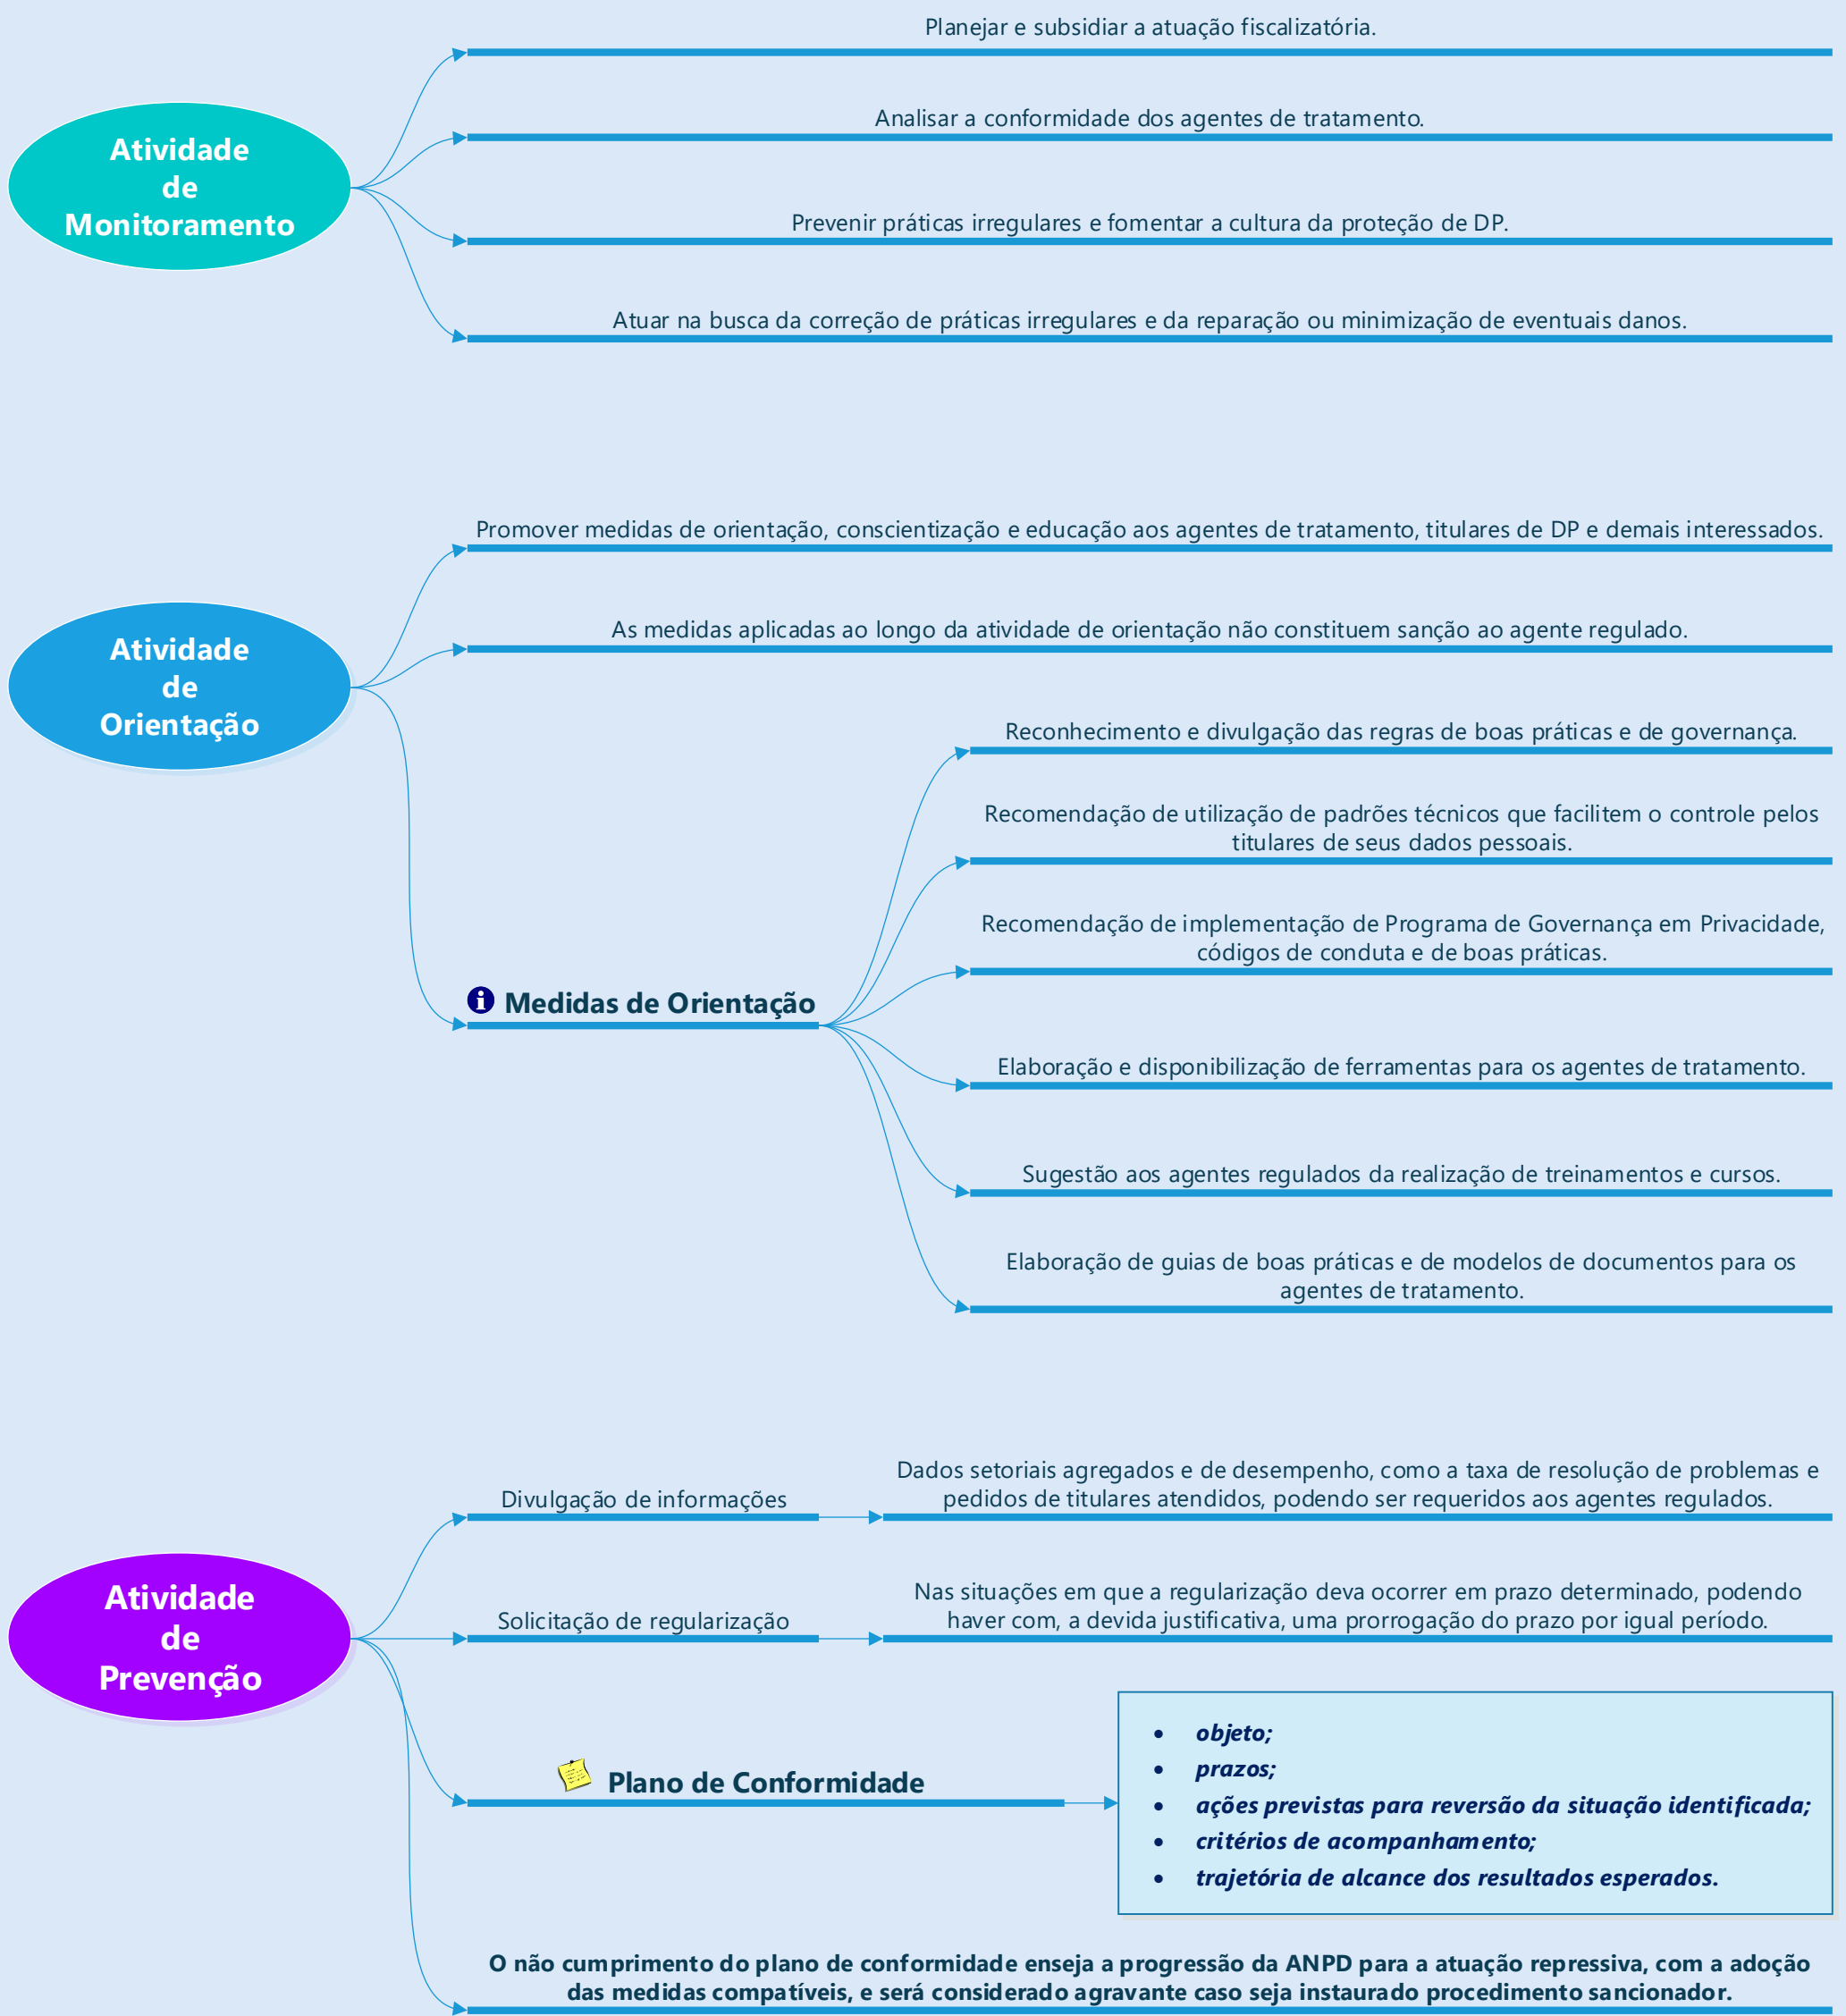 Atividade
de
Monitoramento
Planejar e subsidiar a atuação fiscalizatória.
Analisar a conformidade dos agentes de tratamento.
Prevenir práticas irregulares e fomentar a cultura da proteção de DP.
Atuar na busca da correção de práticas irregulares e da reparação ou minimização de eventuais danos.
Atividade
de
Orientação
Promover medidas de orientação, conscientização e educação aos agentes de tratamento, titulares de DP e demais interessados.
As medidas aplicadas ao longo da atividade de orientação não constituem sanção ao agente regulado.
Medidas de Orientação
Reconhecimento e divulgação das regras de boas práticas e de governança.
Recomendação de utilização de padrões técnicos que facilitem o controle pelos
titulares de seus dados pessoais.
Recomendação de implementação de Programa de Governança em Privacidade,
códigos de conduta e de boas práticas.
Elaboração e disponibilização de ferramentas para os agentes de tratamento.
Sugestão aos agentes regulados da realização de treinamentos e cursos.
Elaboração de guias de boas práticas e de modelos de documentos para os
agentes de tratamento.
Atividade
de
Prevenção
Divulgação de informações
Dados setoriais agregados e de desempenho, como a taxa de resolução de problemas e
pedidos de titulares atendidos, podendo ser requeridos aos agentes regulados.
Solicitação de regularização
Nas situações em que a regularização deva ocorrer em prazo determinado, podendo
haver com, a devida justificativa, uma prorrogação do prazo por igual período.
Plano de Conformidade
• objeto;
• prazos;
• ações previstas para reversão da situação identificada;
• critérios de acompanhamento;
• trajetória de alcance dos resultados esperados.
O não cumprimento do plano de conformidade enseja a progressão da ANPD para a atuação repressiva, com a adoção
das medidas compatíveis, e será considerado agravante caso seja instaurado procedimento sancionador.